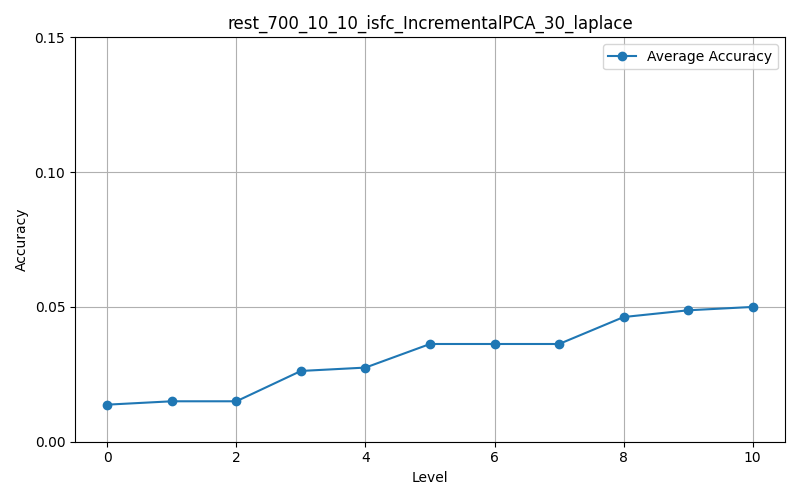 rest_700_10_10_isfc_IncrementalPCA_30_laplace
Average Accuracy
0.15
0.10
0.05
0.00
Accuracy
0 2 4 6 8 10
Level